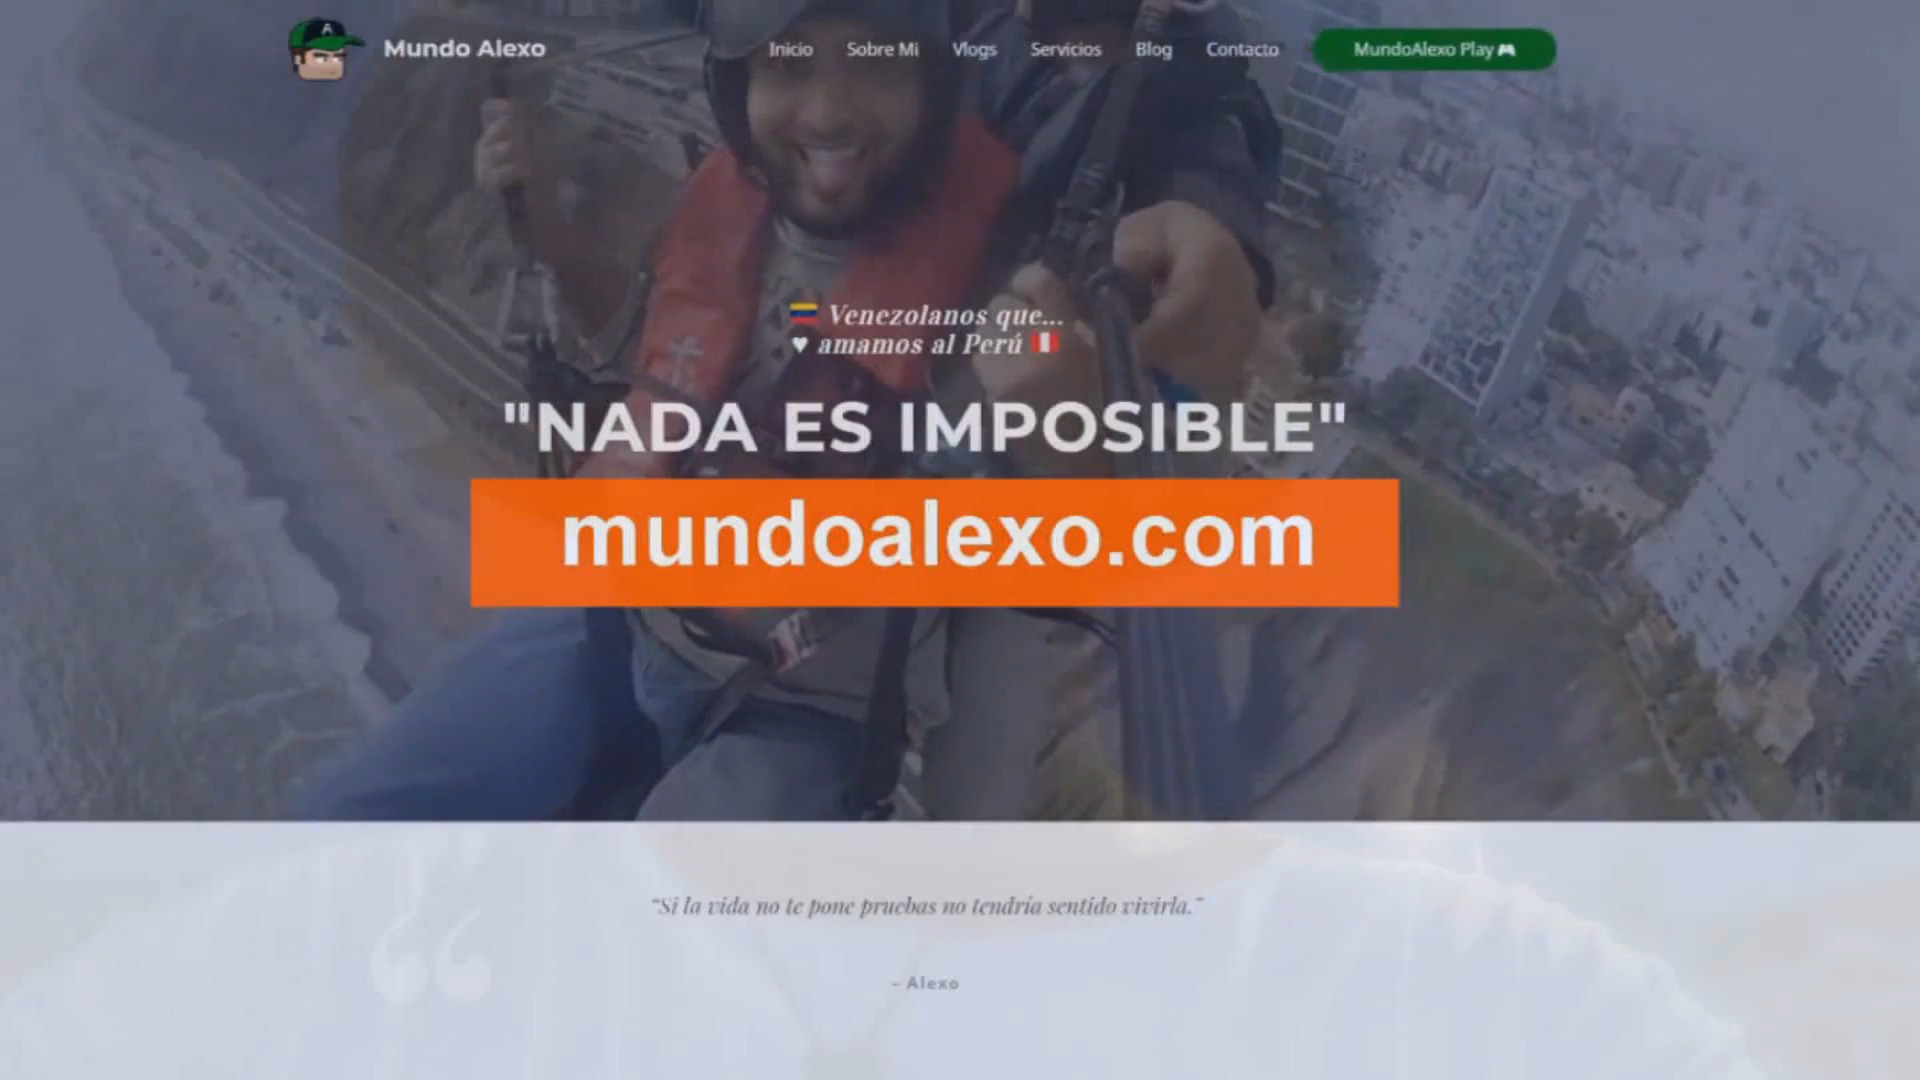 A
Mundo Alexo
Inicio Sobre Mi Vlogs Servicios Blog Contacto MundoAlexo Play
Venezolanos que...
♥ amamos al Perú
"NADA ES IMPOSIBLE"
mundoalexo.com
“Si la vida no te pone pruebas no tendría sentido vivirla.”
- Alexo